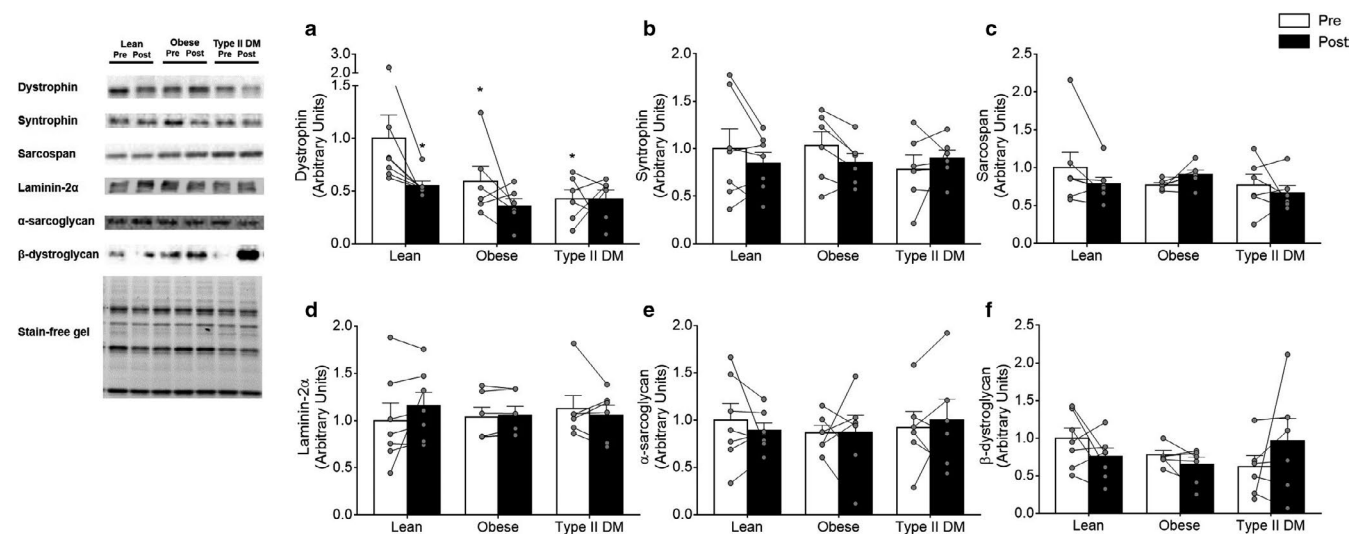 Lean Obese Type II DM
Pre Post Pre Post Pre Post
Dystrophin
Syntrophin
Sarcospan
Laminin-2α
α-sarcoglycan
β-dystroglycan
Stain-free gel
a
Dystrophin
(Arbitrary Units)
3.0
2.0
1.5
1.0
0.5
0.0
*
*
*
Lean Obese Type II DM
b
Syntrophin
(Arbitrary Units)
2.0
1.5
1.0
0.5
0.0
Lean Obese Type II DM
c
Sarcospan
(Arbitrary Units)
2.5
2.0
1.5
1.0
0.5
0.0
Lean Obese Type II DM
Pre
Post
d
Laminin-2α
(Arbitrary Units)
2.0
1.5
1.0
0.5
0.0
Lean Obese Type II DM
e
α-sarcoglycan
(Arbitrary Units)
2.0
1.5
1.0
0.5
0.0
Lean Obese Type II DM
f
β-dystroglycan
(Arbitrary Units)
2.5
2.0
1.5
1.0
0.5
0.0
Lean Obese Type II DM